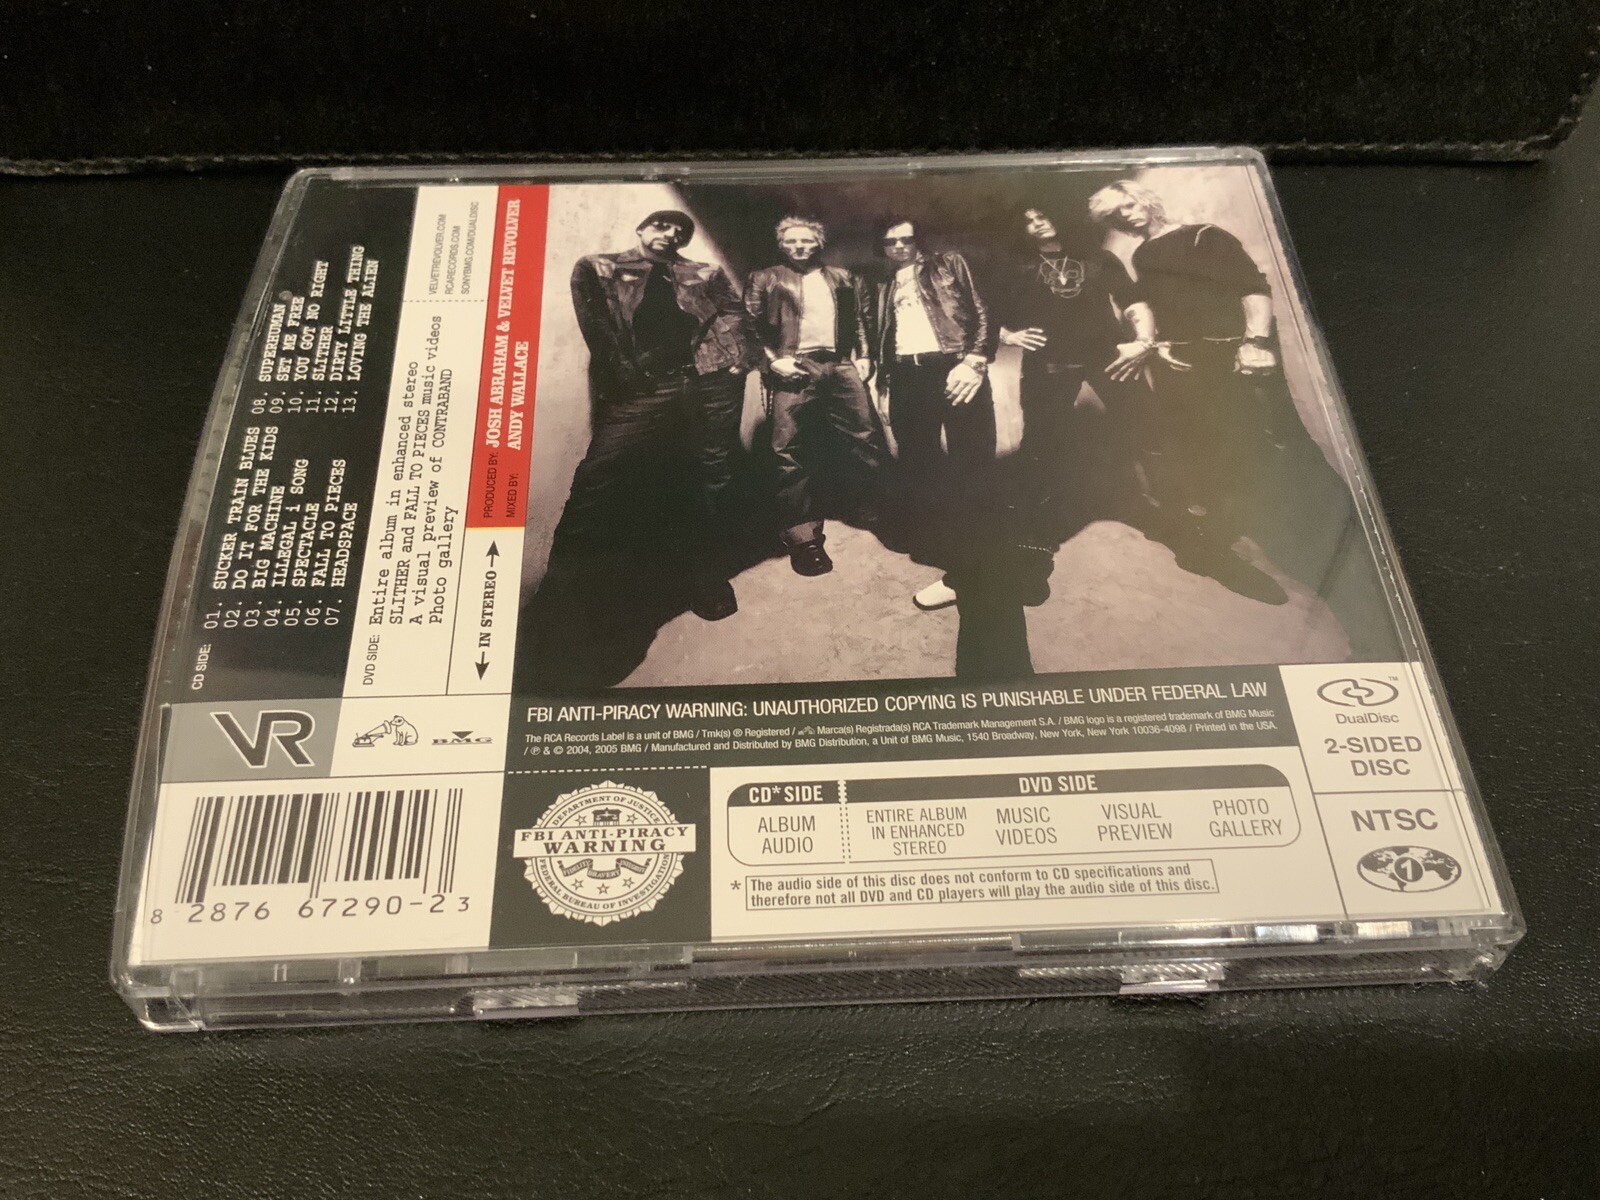 CD SIDE:
01. SUCKER TRAIN BLUES
02. DO IT FOR THE KIDS
03. BIG MACHINE
04. ILLEGAL i SONG
05. SPECTACLE
06. FALL TO PIECES
07. HEADSPACE
08. SUPERHUMAN
09. SET ME FREE
10. YOU GOT NO RIGHT
11. SLITHER
12. DIRTY LITTLE THING
13. LOVING THE ALIEN
DVD SIDE:
Entire album in enhanced stereo
SLITHER and FALL TO PIECES music videos
A visual preview of CONTRABAND
Photo gallery
VELVETREVOLVER.COM
RCARECORDS.COM
SONYBMG.COM/DUALDISC
IN STEREO
PRODUCED BY: JOSH ABRAHAM & VELVET REVOLVER
MIXED BY: ANDY WALLACE
VR
BMG
FBI ANTI-PIRACY WARNING: UNAUTHORIZED COPYING IS PUNISHABLE UNDER FEDERAL LAW
The RCA Records Label is a unit of BMG / Tmk(s) ® Registered / Marca(s) Registrada(s) RCA Trademark Management S.A. / BMG logo is a registered trademark of BMG Music
/ ℗ & © 2004, 2005 BMG / Manufactured and Distributed by BMG Distribution, a Unit of BMG Music, 1540 Broadway, New York, New York 10036-4098 / Printed in the USA.
DualDisc™
2-SIDED
DISC
NTSC
1
8 2876 67290-2 3
DEPARTMENT OF JUSTICE
FBI ANTI-PIRACY
WARNING
FIDELITY BRAVERY INTEGRITY
FEDERAL BUREAU OF INVESTIGATION
CD* SIDE
ALBUM
AUDIO
DVD SIDE
ENTIRE ALBUM
IN ENHANCED
STEREO
MUSIC
VIDEOS
VISUAL
PREVIEW
PHOTO
GALLERY
* The audio side of this disc does not conform to CD specifications and
therefore not all DVD and CD players will play the audio side of this disc.